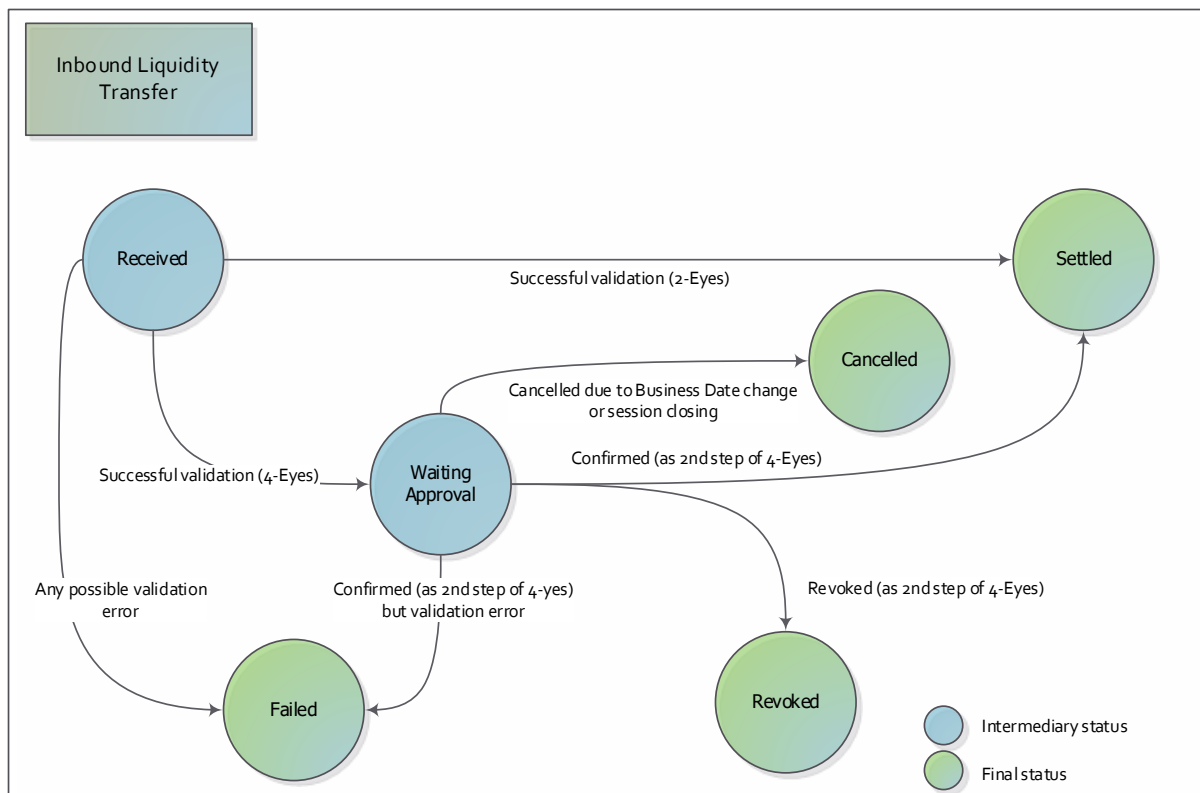 Inbound Liquidity
Transfer
Received
Settled
Successful validation (2-Eyes)
Cancelled
Cancelled due to Business Date change
or session closing
Confirmed (as 2nd step of 4-Eyes)
Successful validation (4-Eyes)
Waiting
Approval
Any possible validation
error
Confirmed (as 2nd step of 4-yes)
but validation error
Revoked (as 2nd step of 4-Eyes)
Failed
Revoked
Intermediary status
Final status